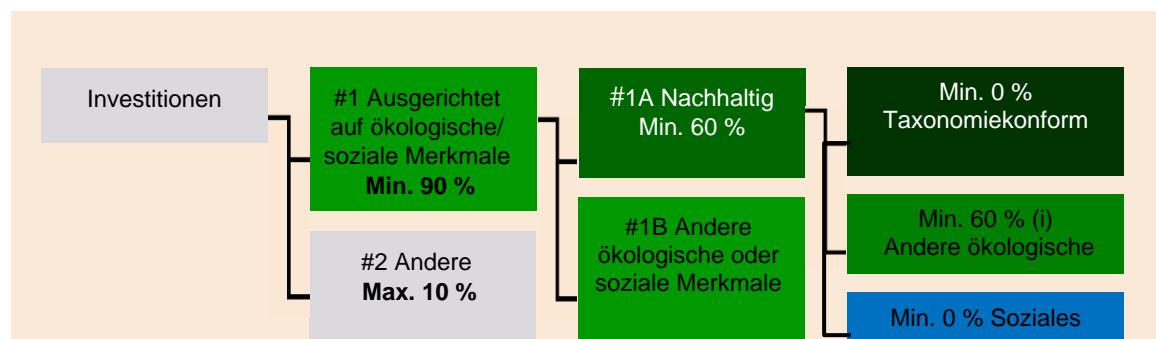 Investitionen
#1 Ausgerichtet
auf ökologische/
soziale Merkmale
Min. 90 %
#2 Andere
Max. 10 %
#1A Nachhaltig
Min. 60 %
#1B Andere
ökologische oder
soziale Merkmale
Min. 0 %
Taxonomiekonform
Min. 60 % (i)
Andere ökologische
Min. 0 % Soziales